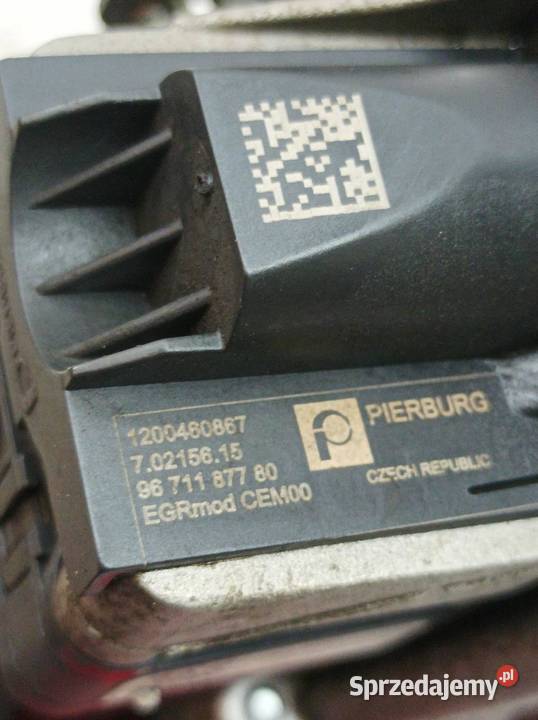 1200460867
7.02156.15
96 711 877 80
EGRmod CEM00
PIERBURG
CZECH REPUBLIC
Sprzedajemy.pl